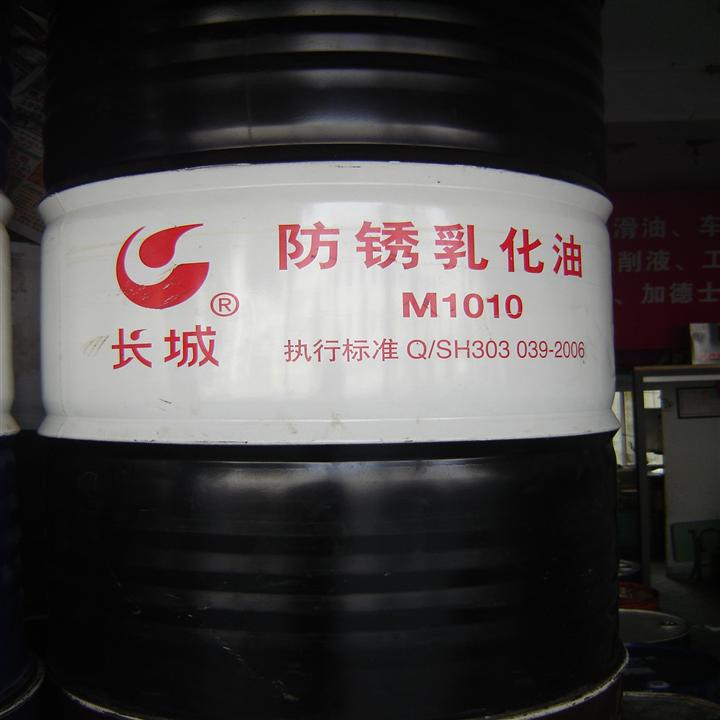 防锈乳化油
M1010
执行标准 Q/SH303 039-2006
®
长城
滑油、车
削液、工
、加德士